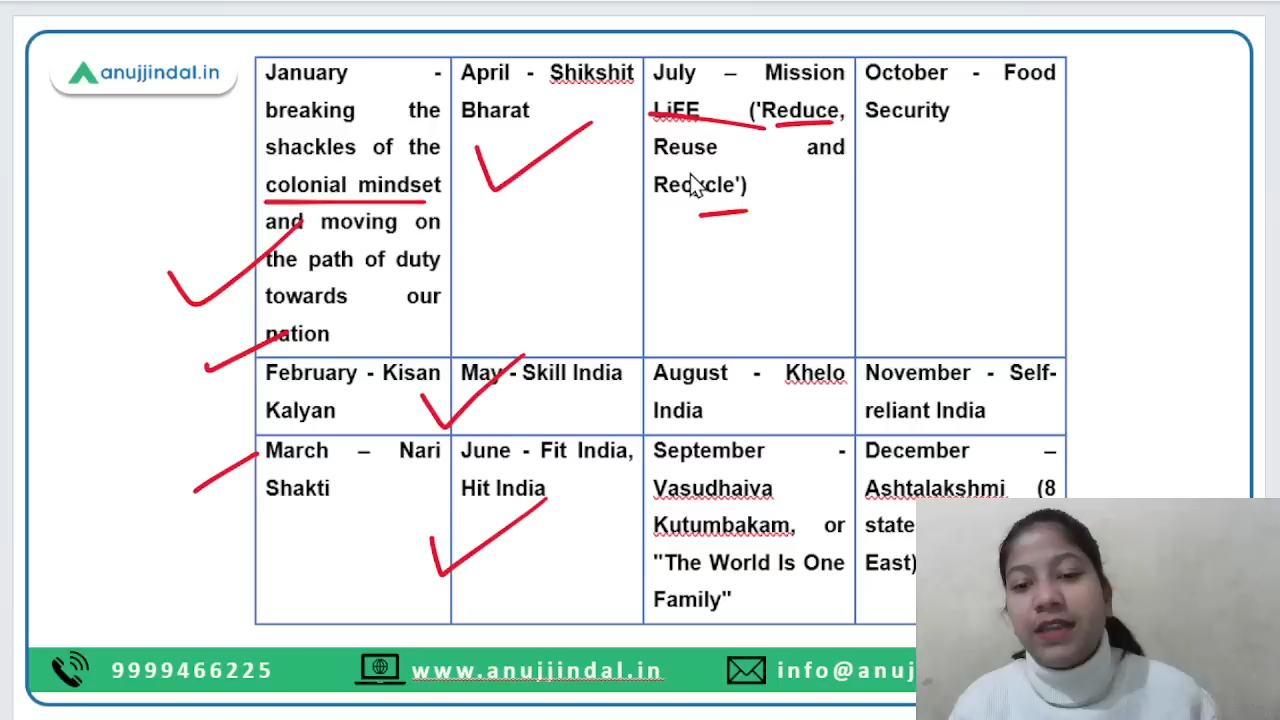 anujjindal.in
January -
breaking the
shackles of the
colonial mindset
and moving on
the path of duty
towards our
nation
April - Shikshit
Bharat
July – Mission
LiFE ('Reduce,
Reuse and
Recycle')
October - Food
Security
February - Kisan
Kalyan
May - Skill India
August - Khelo
India
November - Self-
reliant India
March – Nari
Shakti
June - Fit India,
Hit India
September -
Vasudhaiva
Kutumbakam, or
"The World Is One
Family"
December –
Ashtalakshmi (8
state
East)
9999466225
www.anujjindal.in
info@anuj